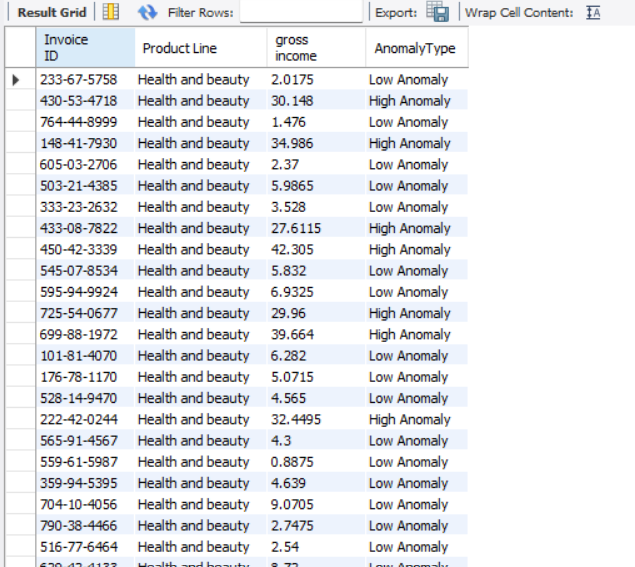 Result Grid Filter Rows: Export: Wrap Cell Content: IA
Invoice ID Product Line gross income AnomalyType
233-67-5758 Health and beauty 2.0175 Low Anomaly
430-53-4718 Health and beauty 30.148 High Anomaly
764-44-8999 Health and beauty 1.476 Low Anomaly
148-41-7930 Health and beauty 34.986 High Anomaly
605-03-2706 Health and beauty 2.37 Low Anomaly
503-21-4385 Health and beauty 5.9865 Low Anomaly
333-23-2632 Health and beauty 3.528 Low Anomaly
433-08-7822 Health and beauty 27.6115 High Anomaly
450-42-3339 Health and beauty 42.305 High Anomaly
545-07-8534 Health and beauty 5.832 Low Anomaly
595-94-9924 Health and beauty 6.9325 Low Anomaly
725-54-0677 Health and beauty 29.96 High Anomaly
699-88-1972 Health and beauty 39.664 High Anomaly
101-81-4070 Health and beauty 6.282 Low Anomaly
176-78-1170 Health and beauty 5.0715 Low Anomaly
528-14-9470 Health and beauty 4.565 Low Anomaly
222-42-0244 Health and beauty 32.4495 High Anomaly
565-91-4567 Health and beauty 4.3 Low Anomaly
559-61-5987 Health and beauty 0.8875 Low Anomaly
359-94-5395 Health and beauty 4.639 Low Anomaly
704-10-4056 Health and beauty 9.0705 Low Anomaly
790-38-4466 Health and beauty 2.7475 Low Anomaly
516-77-6464 Health and beauty 2.54 Low Anomaly
Health and beauty 8.72 Low Anomaly